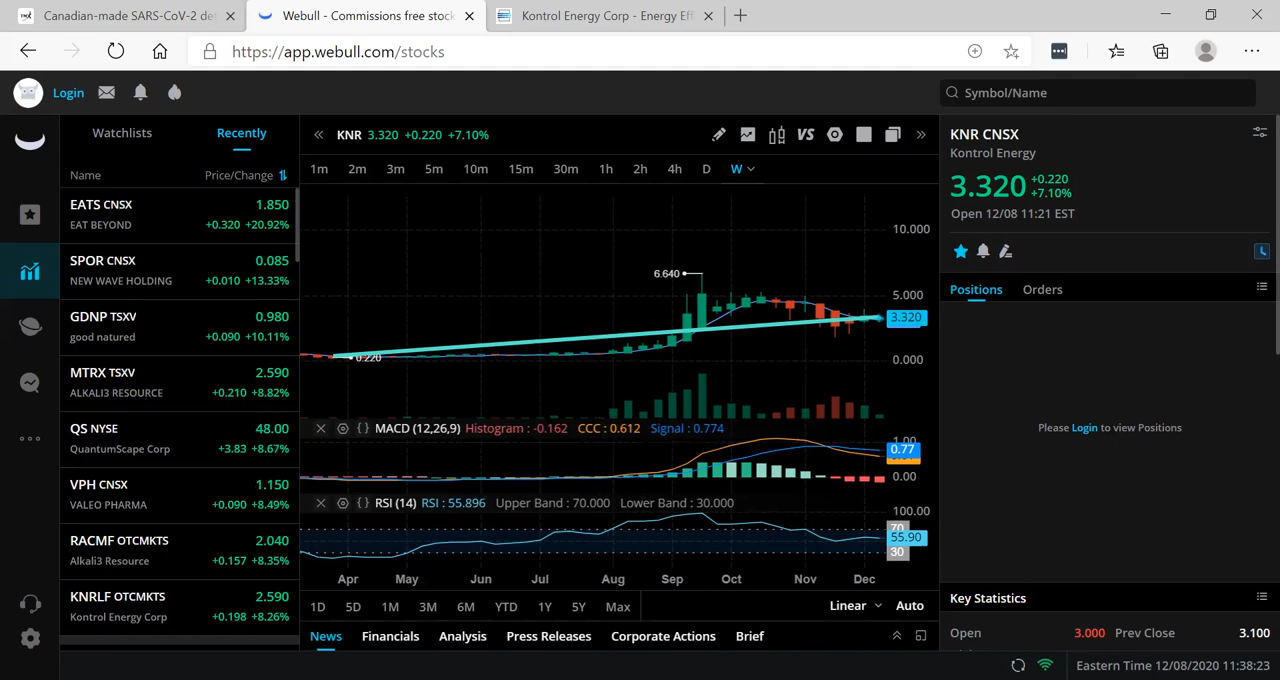 Canadian-made SARS-CoV-2 de
Webull - Commissions free stock
Kontrol Energy Corp - Energy Eff
https://app.webull.com/stocks
Login
Symbol/Name
Watchlists
Recently
Name
Price/Change
EATS CNSX 1.850
EAT BEYOND +0.320 +20.92%
SPOR CNSX 0.085
NEW WAVE HOLDING +0.010 +13.33%
GDNP TSXV 0.980
good natured +0.090 +10.11%
MTRX TSXV 2.590
ALKALI3 RESOURCE +0.210 +8.82%
QS NYSE 48.00
QuantumScape Corp +3.83 +8.67%
VPH CNSX 1.150
VALEO PHARMA +0.090 +8.49%
RACMF OTCMKTS 2.040
Alkali3 Resource +0.157 +8.35%
KNRLF OTCMKTS 2.590
Kontrol Energy Corp +0.198 +8.26%
KNR 3.320 +0.220 +7.10%
VS
1m 2m 3m 5m 10m 15m 30m 1h 2h 4h D W
10.000
6.640
5.000
3.320
0.220
0.000
MACD (12,26,9) Histogram : -0.162 CCC : 0.612 Signal : 0.774
1.00
0.77
0.00
RSI (14) RSI : 55.896 Upper Band : 70.000 Lower Band : 30.000
100.00
70
55.90
30
Apr May Jun Jul Aug Sep Oct Nov Dec
1D 5D 1M 3M 6M YTD 1Y 5Y Max
Linear Auto
News Financials Analysis Press Releases Corporate Actions Brief
KNR CNSX
Kontrol Energy
3.320 +0.220
+7.10%
Open 12/08 11:21 EST
L
Positions Orders
Please Login to view Positions
Key Statistics
Open 3.000 Prev Close 3.100
Eastern Time 12/08/2020 11:38:23